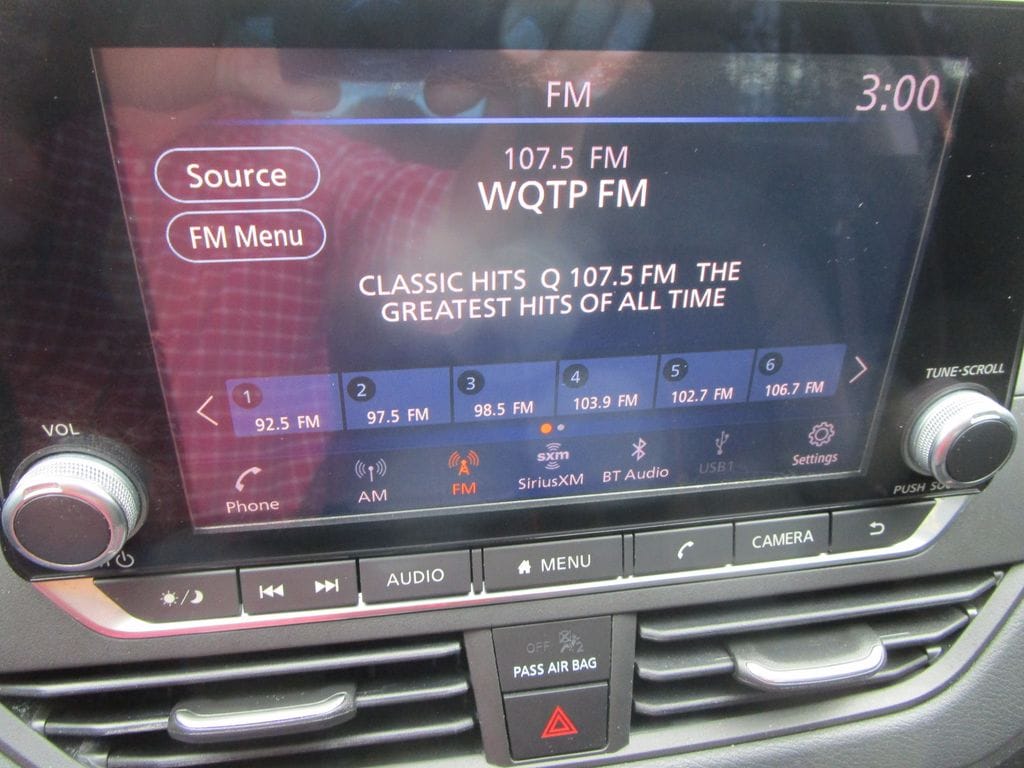 FM
3:00
107.5 FM
Source
WQTP FM
FM Menu
CLASSIC HITS Q 107.5 FM THE
GREATEST HITS OF ALL TIME
1 92.5 FM
2 97.5 FM
3 98.5 FM
4 103.9 FM
5 102.7 FM
6 106.7 FM
TUNE·SCROLL
VOL
Phone
AM
FM
sxm
SiriusXM
BT Audio
USB1
Settings
PUSH
AUDIO
MENU
CAMERA
OFF
PASS AIR BAG